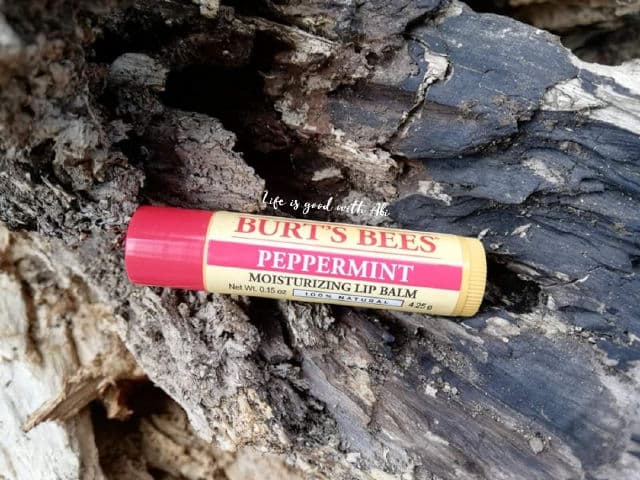 Life is good with Abi
BURT'S BEES
PEPPERMINT
MOISTURIZING LIP BALM
Net Wt. 0.15 oz 100% NATURAL 4.25 g